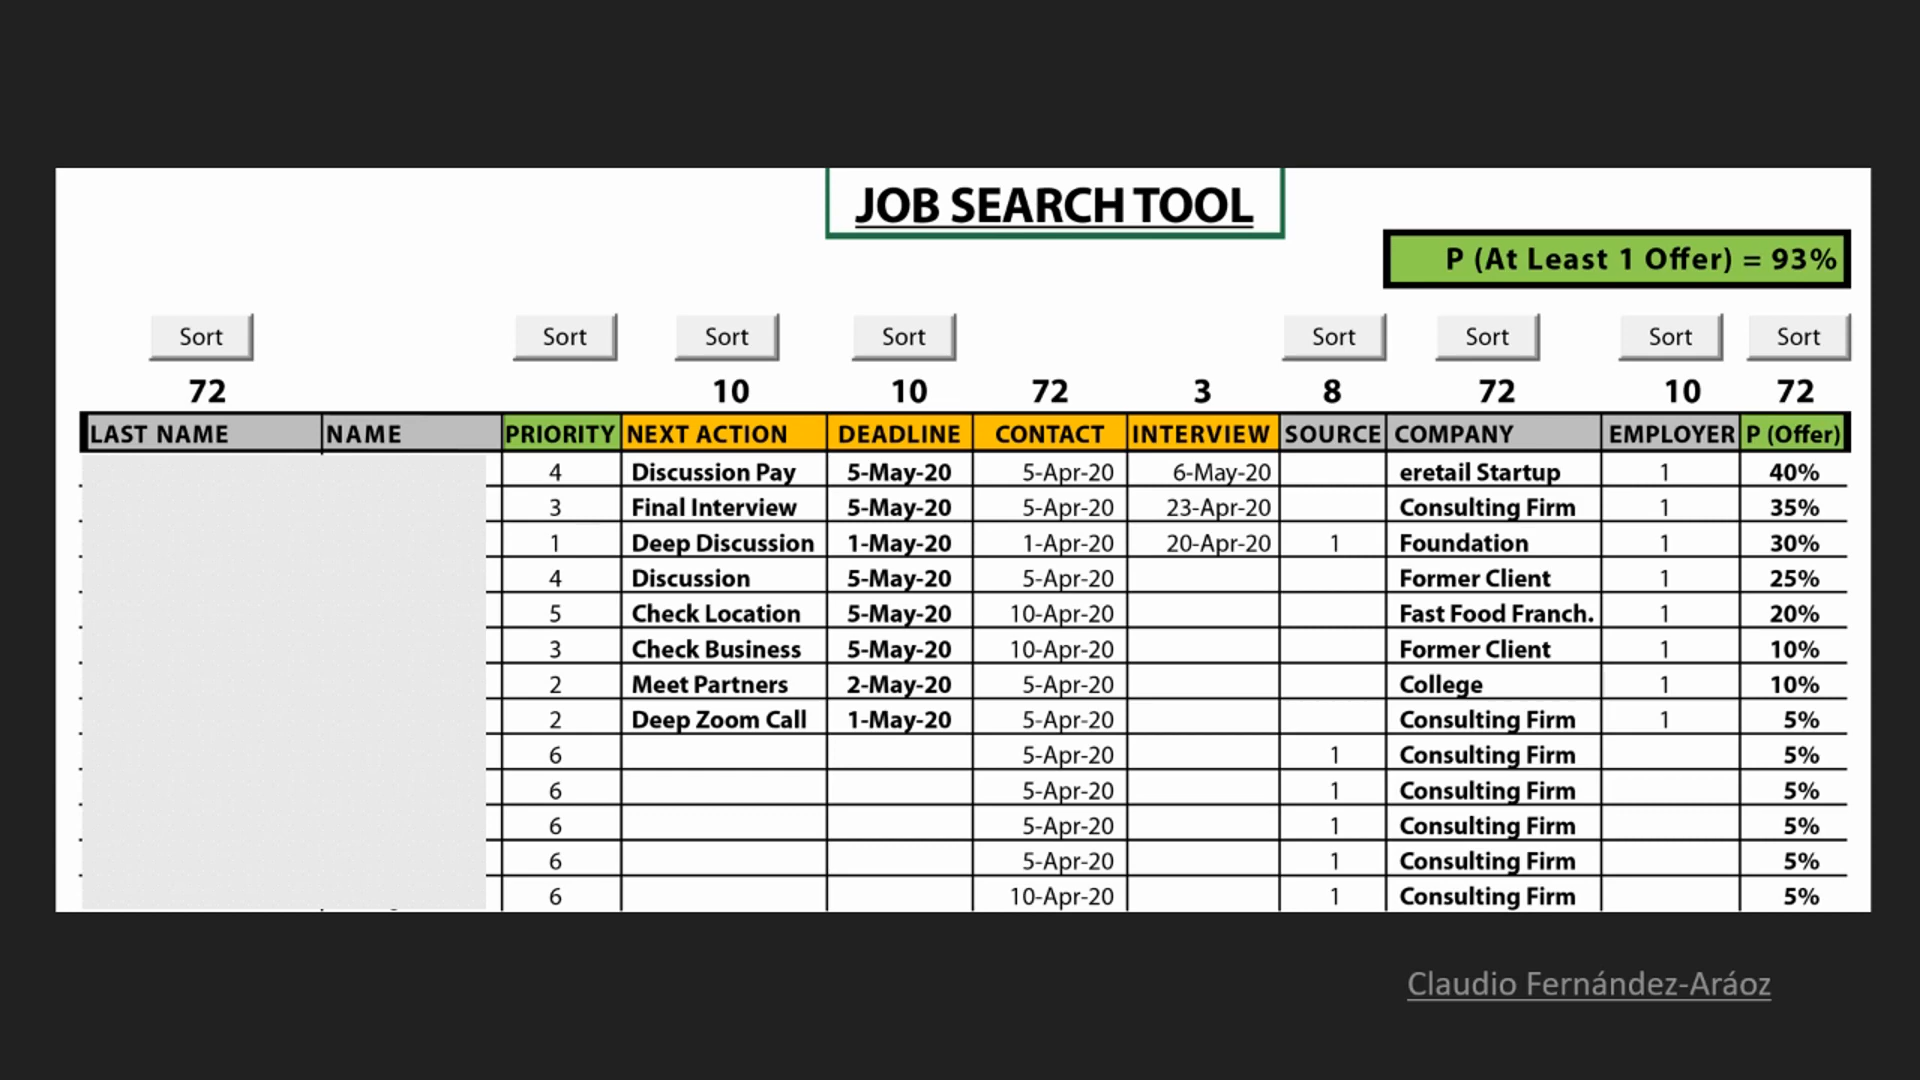 JOB SEARCH TOOL
P (At Least 1 Offer) = 93%
Sort Sort Sort Sort Sort Sort Sort Sort
72 10 10 72 3 8 72 10 72
LAST NAME NAME PRIORITY NEXT ACTION DEADLINE CONTACT INTERVIEW SOURCE COMPANY EMPLOYER P (Offer)
4 Discussion Pay 5-May-20 5-Apr-20 6-May-20 eretail Startup 1 40%
3 Final Interview 5-May-20 5-Apr-20 23-Apr-20 Consulting Firm 1 35%
1 Deep Discussion 1-May-20 1-Apr-20 20-Apr-20 1 Foundation 1 30%
4 Discussion 5-May-20 5-Apr-20 Former Client 1 25%
5 Check Location 5-May-20 10-Apr-20 Fast Food Franch. 1 20%
3 Check Business 5-May-20 10-Apr-20 Former Client 1 10%
2 Meet Partners 2-May-20 5-Apr-20 College 1 10%
2 Deep Zoom Call 1-May-20 5-Apr-20 Consulting Firm 1 5%
6 5-Apr-20 1 Consulting Firm 5%
6 5-Apr-20 1 Consulting Firm 5%
6 5-Apr-20 1 Consulting Firm 5%
6 5-Apr-20 1 Consulting Firm 5%
6 10-Apr-20 1 Consulting Firm 5%
Claudio Fernández-Aráoz